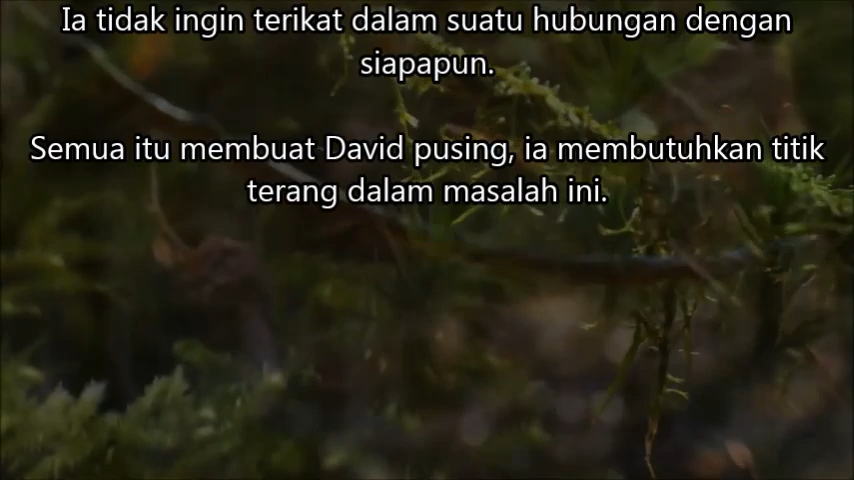 Ia tidak ingin terikat dalam suatu hubungan dengan
siapapun.
Semua itu membuat David pusing, ia membutuhkan titik
terang dalam masalah ini.